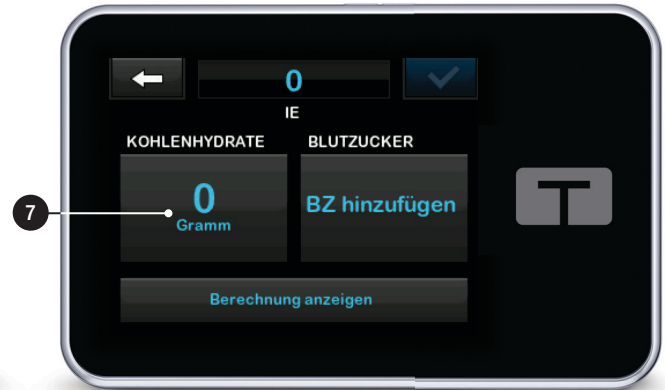 0
IE
KOHLENHYDRATE BLUTZUCKER
0 BZ hinzufügen
Gramm
7
Berechnung anzeigen